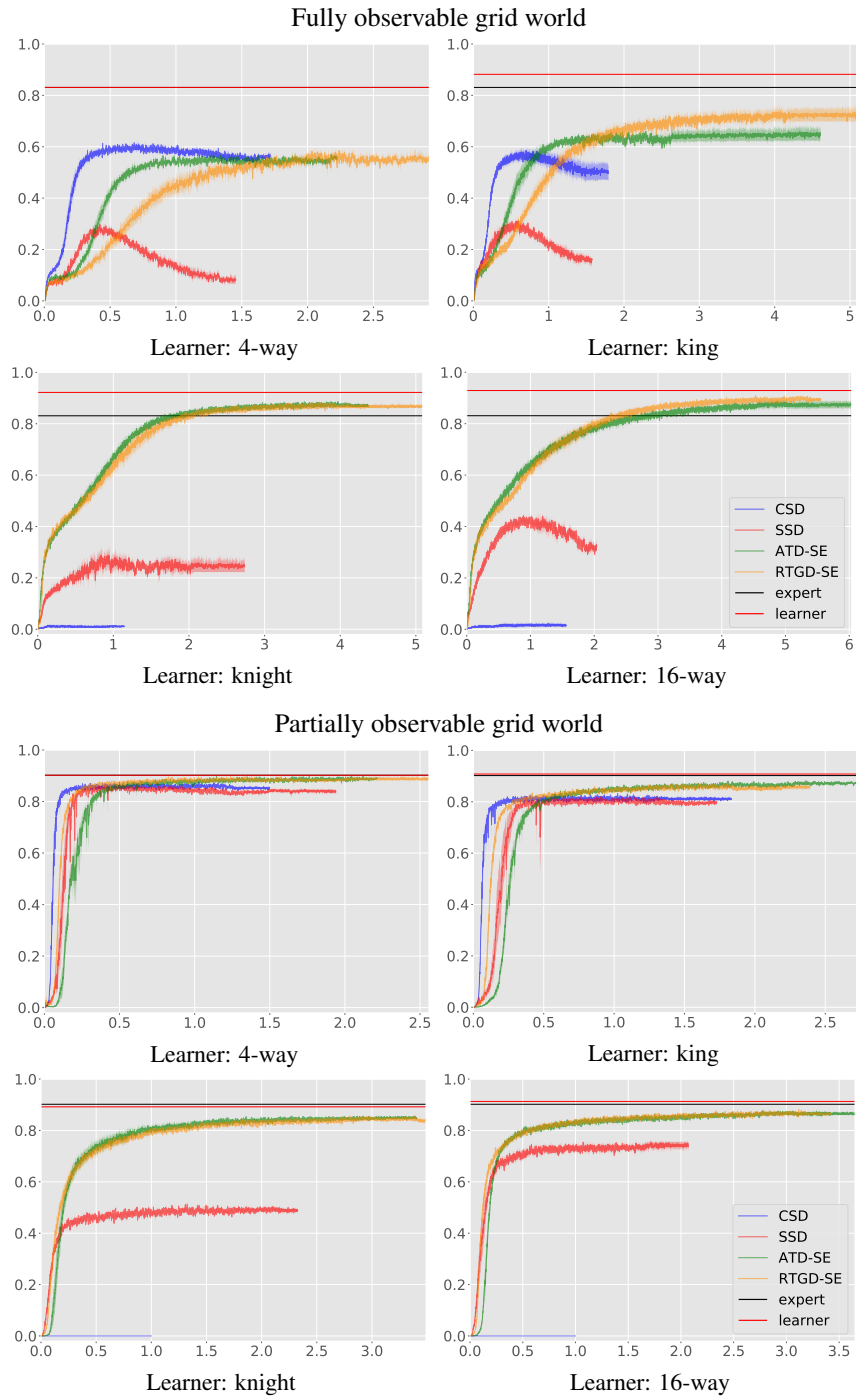 Fully observable grid world
1.0
0.8
0.6
0.4
0.2
0.0
0.0 0.5 1.0 1.5 2.0 2.5
Learner: 4-way
1.0
0.8
0.6
0.4
0.2
0.0
0 1 2 3 4 5
Learner: king
1.0
0.8
0.6
0.4
0.2
0.0
0 1 2 3 4 5
Learner: knight
1.0
0.8
0.6
0.4
0.2
0.0
CSD
SSD
ATD-SE
RTGD-SE
expert
learner
0 1 2 3 4 5 6
Learner: 16-way
Partially observable grid world
1.0
0.8
0.6
0.4
0.2
0.0
0.0 0.5 1.0 1.5 2.0 2.5
Learner: 4-way
1.0
0.8
0.6
0.4
0.2
0.0
0.0 0.5 1.0 1.5 2.0 2.5
Learner: king
1.0
0.8
0.6
0.4
0.2
0.0
0.0 0.5 1.0 1.5 2.0 2.5 3.0
Learner: knight
1.0
0.8
0.6
0.4
0.2
0.0
CSD
SSD
ATD-SE
RTGD-SE
expert
learner
0.0 0.5 1.0 1.5 2.0 2.5 3.0 3.5
Learner: 16-way